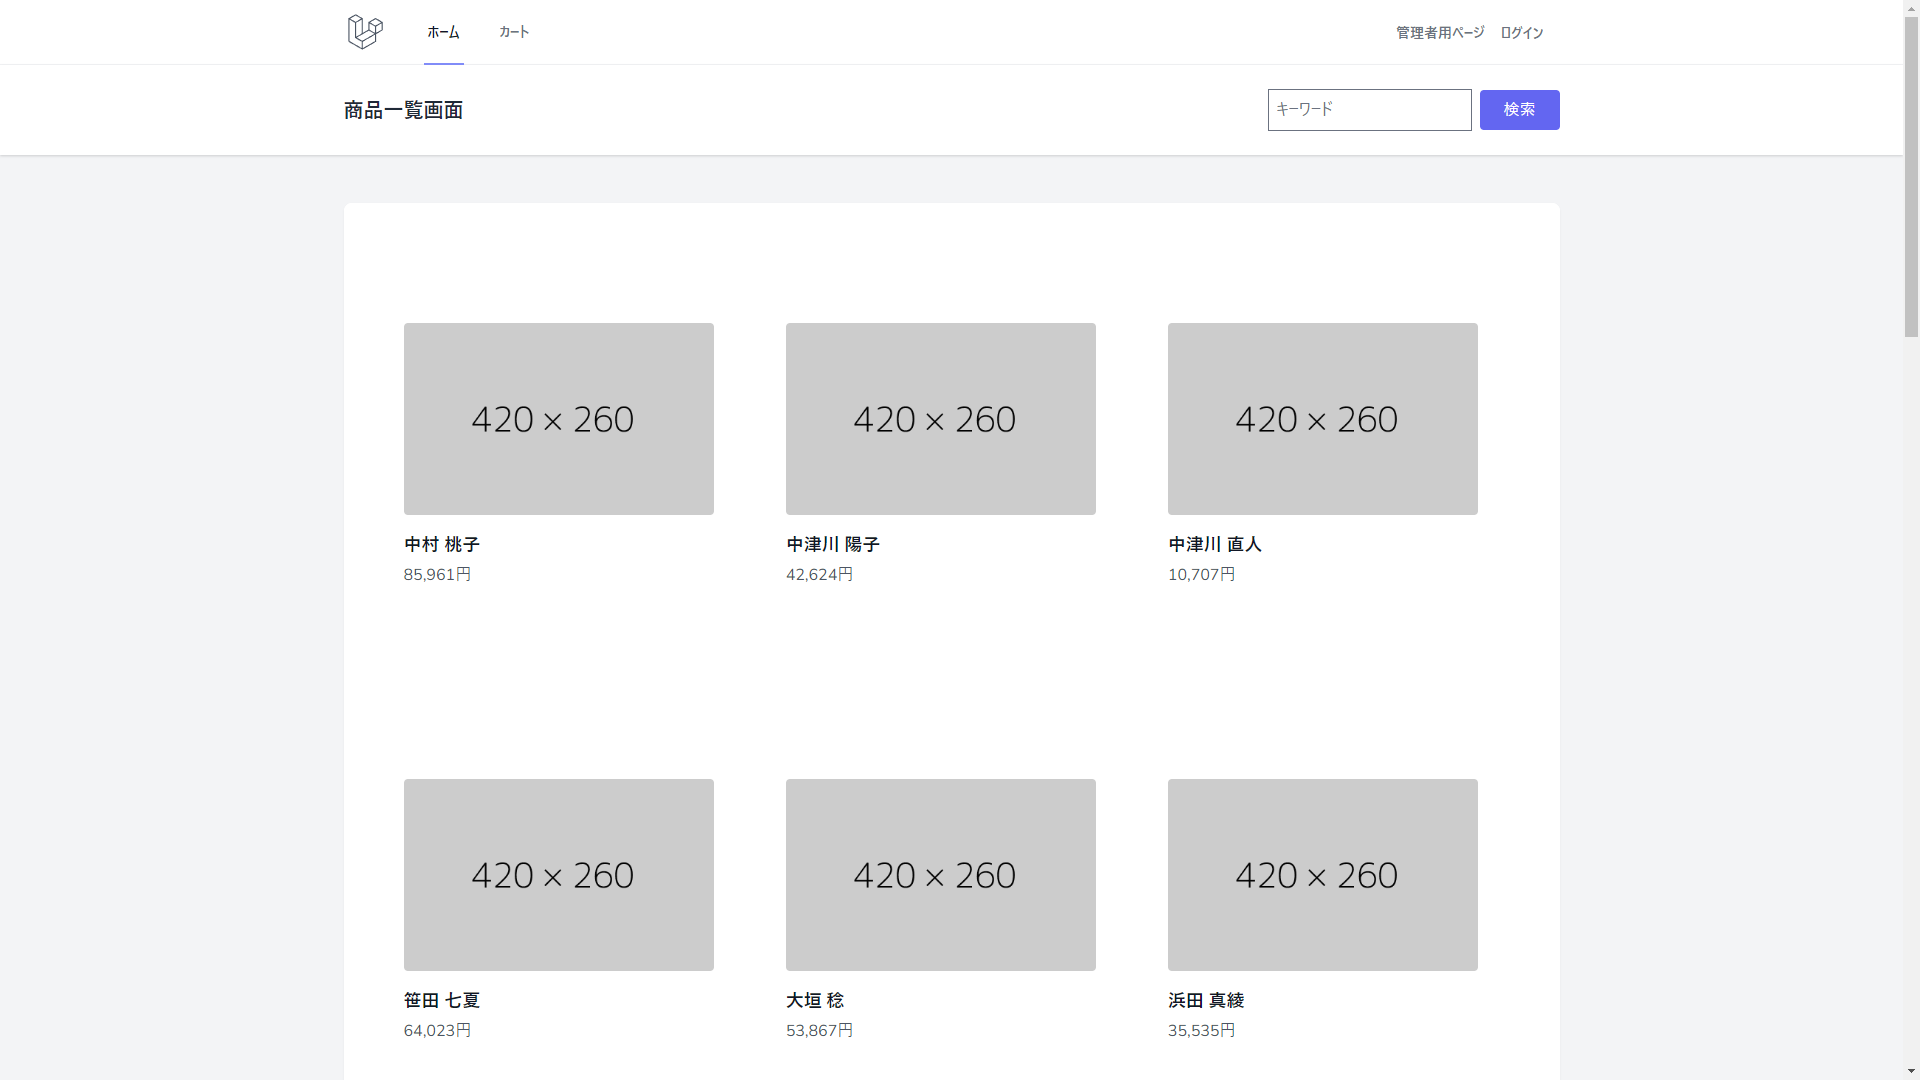 ホーム カート 管理者用ページ ログイン
商品一覧画面 キーワード 検索
420 × 260 420 × 260 420 × 260
中村 桃子 中津川 陽子 中津川 直人
85,961円 42,624円 10,707円
420 × 260 420 × 260 420 × 260
笹田 七夏 大垣 稔 浜田 真綾
64,023円 53,867円 35,535円